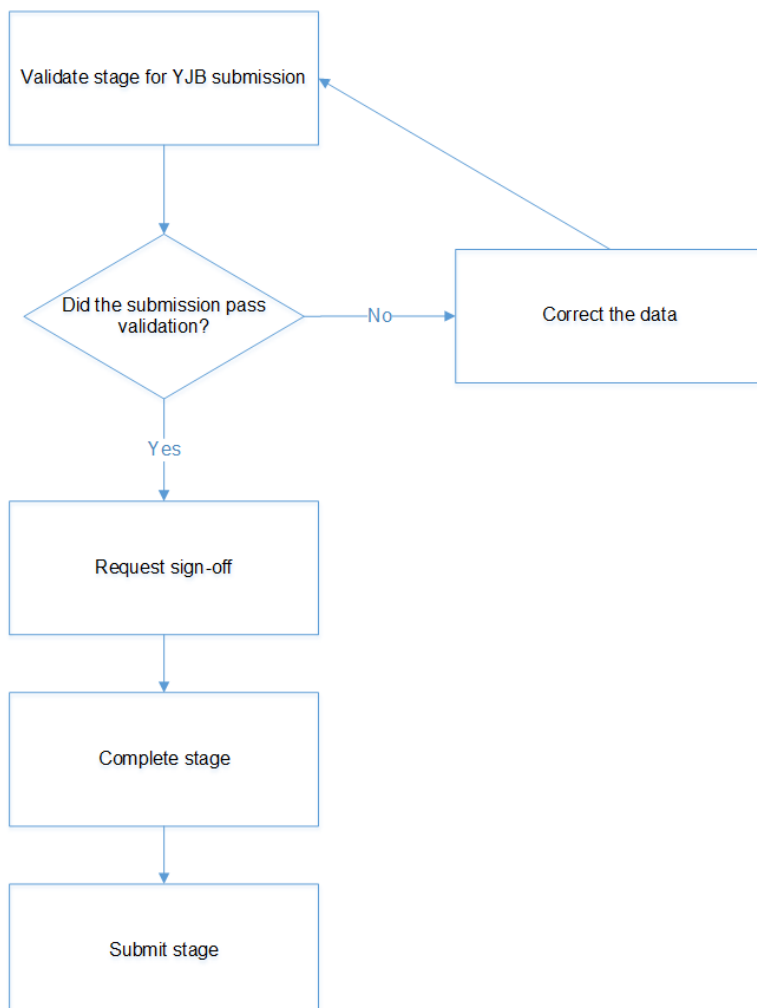 Validate stage for YJB submission
Did the submission pass
validation?
No
Correct the data
Yes
Request sign-off
Complete stage
Submit stage